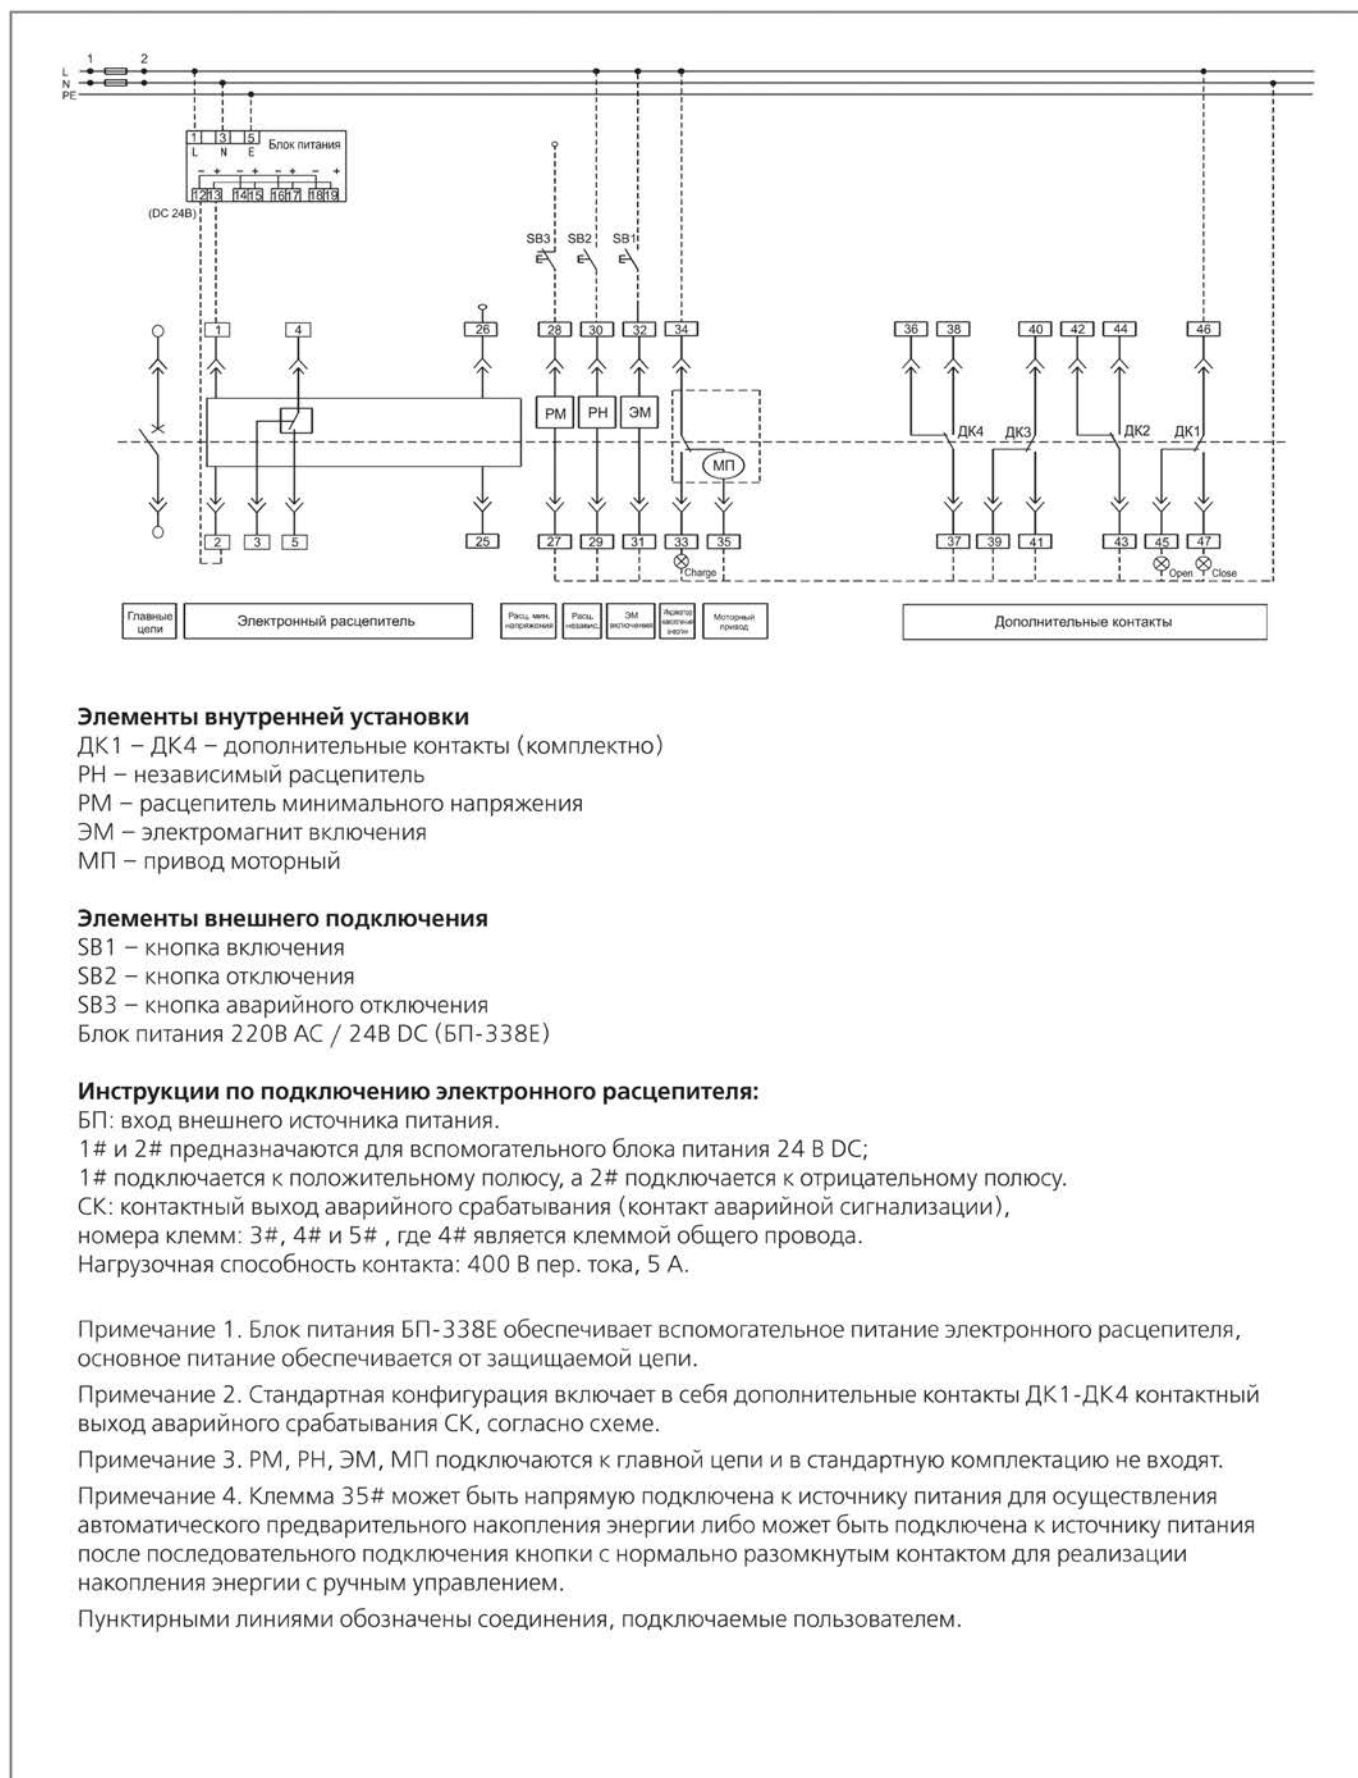 1 2
L
N
PE
1 3 5 Блок питания
L N E
− + − + − + − +
12 13 14 15 16 17 18 19
(DC 24В)
SB3 SB2 SB1
1 4 26 28 30 32 34 36 38 40 42 44 46
РМ РН ЭМ
ДК4 ДК3 ДК2 ДК1
МП
2 3 5 25 27 29 31 33 35 37 39 41 43 45 47
Charge Open Close
Главные
цепи
Электронный расцепитель
Расц. мин.
напряжения
Расц.
независ.
ЭМ
включения
Индикатор
накопления
энергии
Моторный
привод
Дополнительные контакты
Элементы внутренней установки
ДК1 – ДК4 – дополнительные контакты (комплектно)
РН – независимый расцепитель
РМ – расцепитель минимального напряжения
ЭМ – электромагнит включения
МП – привод моторный
Элементы внешнего подключения
SB1 – кнопка включения
SB2 – кнопка отключения
SB3 – кнопка аварийного отключения
Блок питания 220В AC / 24В DC (БП-338Е)
Инструкции по подключению электронного расцепителя:
БП: вход внешнего источника питания.
1# и 2# предназначаются для вспомогательного блока питания 24 В DC;
1# подключается к положительному полюсу, а 2# подключается к отрицательному полюсу.
СК: контактный выход аварийного срабатывания (контакт аварийной сигнализации),
номера клемм: 3#, 4# и 5# , где 4# является клеммой общего провода.
Нагрузочная способность контакта: 400 В пер. тока, 5 А.
Примечание 1. Блок питания БП-338Е обеспечивает вспомогательное питание электронного расцепителя,
основное питание обеспечивается от защищаемой цепи.
Примечание 2. Стандартная конфигурация включает в себя дополнительные контакты ДК1-ДК4 контактный
выход аварийного срабатывания СК, согласно схеме.
Примечание 3. РМ, РН, ЭМ, МП подключаются к главной цепи и в стандартную комплектацию не входят.
Примечание 4. Клемма 35# может быть напрямую подключена к источнику питания для осуществления
автоматического предварительного накопления энергии либо может быть подключена к источнику питания
после последовательного подключения кнопки с нормально разомкнутым контактом для реализации
накопления энергии с ручным управлением.
Пунктирными линиями обозначены соединения, подключаемые пользователем.